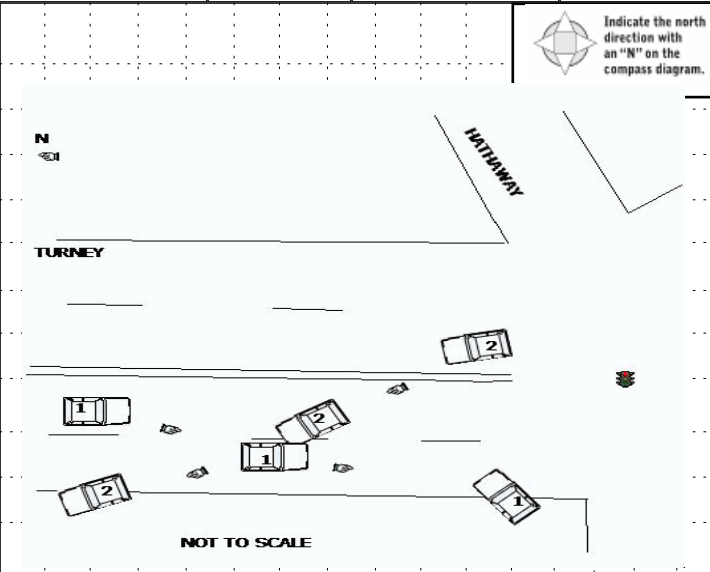 Indicate the north
direction with
an “N” on the
compass diagram.
HATHAWAY
N
TURNEY
2
1
2
1
2
1
NOT TO SCALE